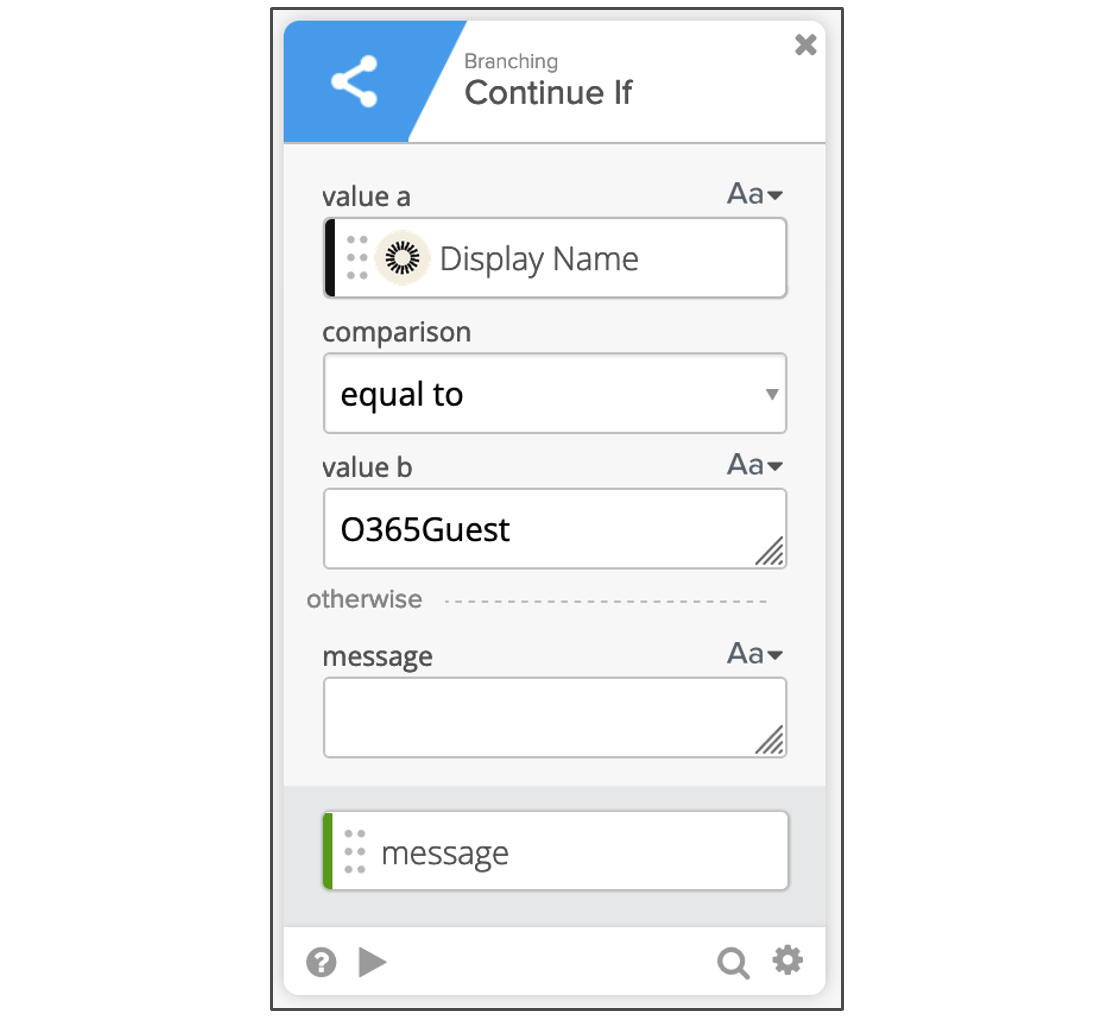 Branching
Continue If
value a
Aa
Display Name
comparison
equal to
value b
Aa
O365Guest
otherwise
message
Aa
message